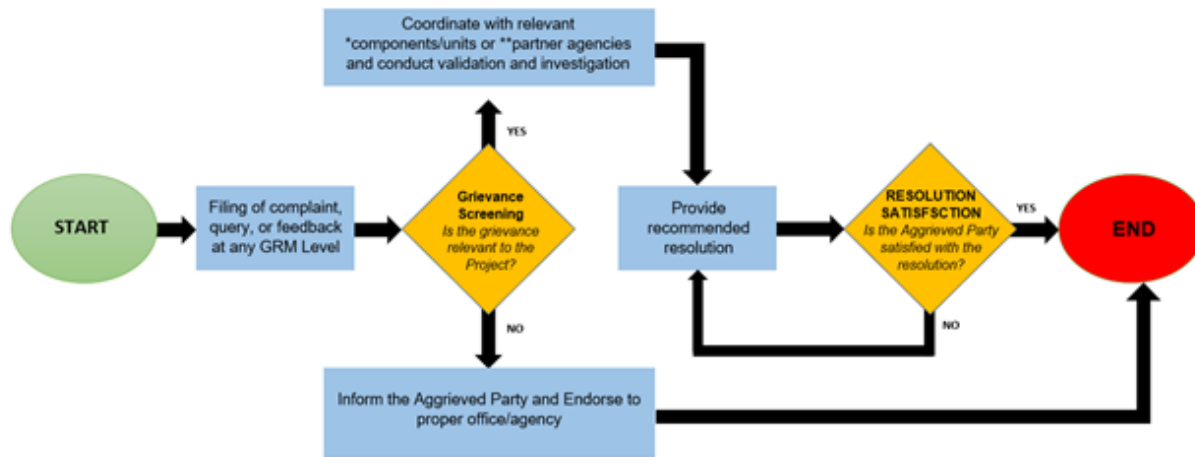 Coordinate with relevant
*components/units or **partner agencies
and conduct validation and investigation
YES
START
Filing of complaint,
query, or feedback
at any GRM Level
Grievance
Screening
Is the grievance
relevant to the
Project?
Provide
recommended
resolution
RESOLUTION
SATISFSCTION
Is the Aggrieved Party
satisfied with the
resolution?
YES
END
NO
NO
Inform the Aggrieved Party and Endorse to
proper office/agency